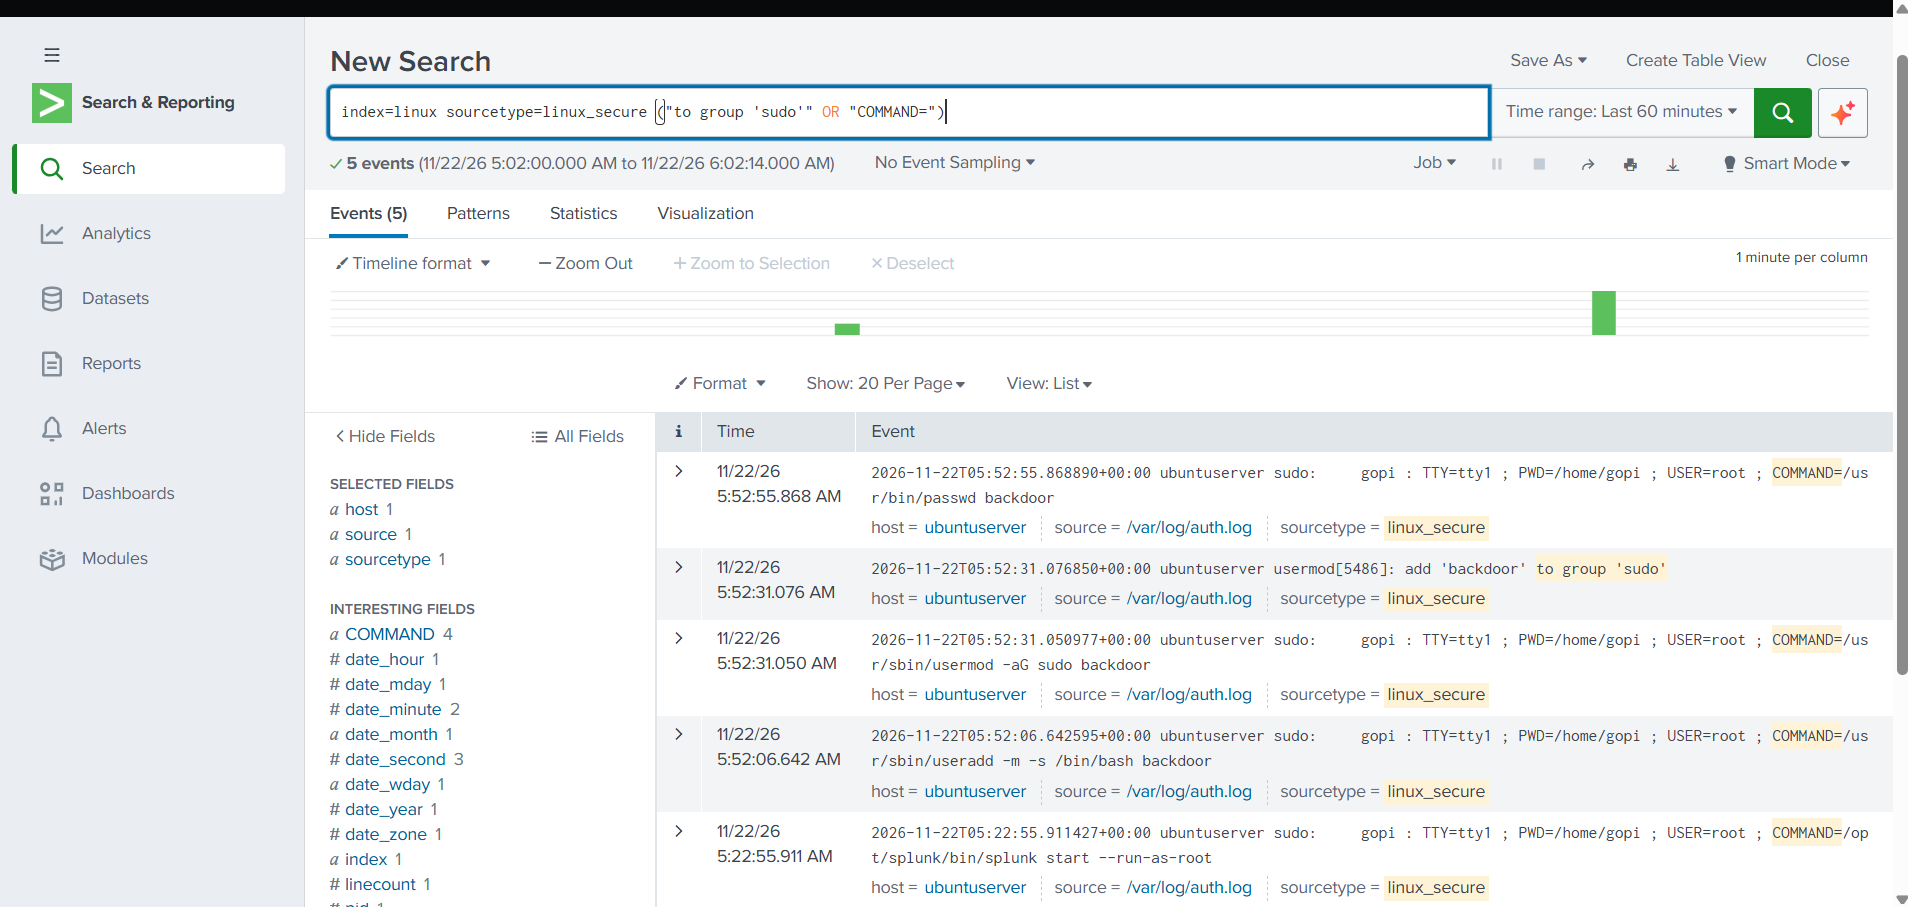 Search & Reporting
Search
Analytics
Datasets
Reports
Alerts
Dashboards
Modules
New Search
Save As
Create Table View
Close
index=linux sourcetype=linux_secure ("to group 'sudo'" OR "COMMAND=")
Time range: Last 60 minutes
5 events (11/22/26 5:02:00.000 AM to 11/22/26 6:02:14.000 AM)
No Event Sampling
Job
Smart Mode
Events (5)
Patterns
Statistics
Visualization
Timeline format
Zoom Out
+ Zoom to Selection
× Deselect
1 minute per column
Format
Show: 20 Per Page
View: List
Hide Fields
All Fields
SELECTED FIELDS
a host 1
a source 1
a sourcetype 1
INTERESTING FIELDS
a COMMAND 4
# date_hour 1
# date_mday 1
# date_minute 2
a date_month 1
# date_second 3
a date_wday 1
# date_year 1
# date_zone 1
a index 1
# linecount 1
# pid 1
i
Time
Event
11/22/26
5:52:55.868 AM
2026-11-22T05:52:55.868890+00:00 ubuntuserver sudo: gopi : TTY=tty1 ; PWD=/home/gopi ; USER=root ; COMMAND=/us
r/bin/passwd backdoor
host = ubuntuserver source = /var/log/auth.log sourcetype = linux_secure
11/22/26
5:52:31.076 AM
2026-11-22T05:52:31.076850+00:00 ubuntuserver usermod[5486]: add 'backdoor' to group 'sudo'
host = ubuntuserver source = /var/log/auth.log sourcetype = linux_secure
11/22/26
5:52:31.050 AM
2026-11-22T05:52:31.050977+00:00 ubuntuserver sudo: gopi : TTY=tty1 ; PWD=/home/gopi ; USER=root ; COMMAND=/us
r/sbin/usermod -aG sudo backdoor
host = ubuntuserver source = /var/log/auth.log sourcetype = linux_secure
11/22/26
5:52:06.642 AM
2026-11-22T05:52:06.642595+00:00 ubuntuserver sudo: gopi : TTY=tty1 ; PWD=/home/gopi ; USER=root ; COMMAND=/us
r/sbin/useradd -m -s /bin/bash backdoor
host = ubuntuserver source = /var/log/auth.log sourcetype = linux_secure
11/22/26
5:22:55.911 AM
2026-11-22T05:22:55.911427+00:00 ubuntuserver sudo: gopi : TTY=tty1 ; PWD=/home/gopi ; USER=root ; COMMAND=/op
t/splunk/bin/splunk start --run-as-root
host = ubuntuserver source = /var/log/auth.log sourcetype = linux_secure